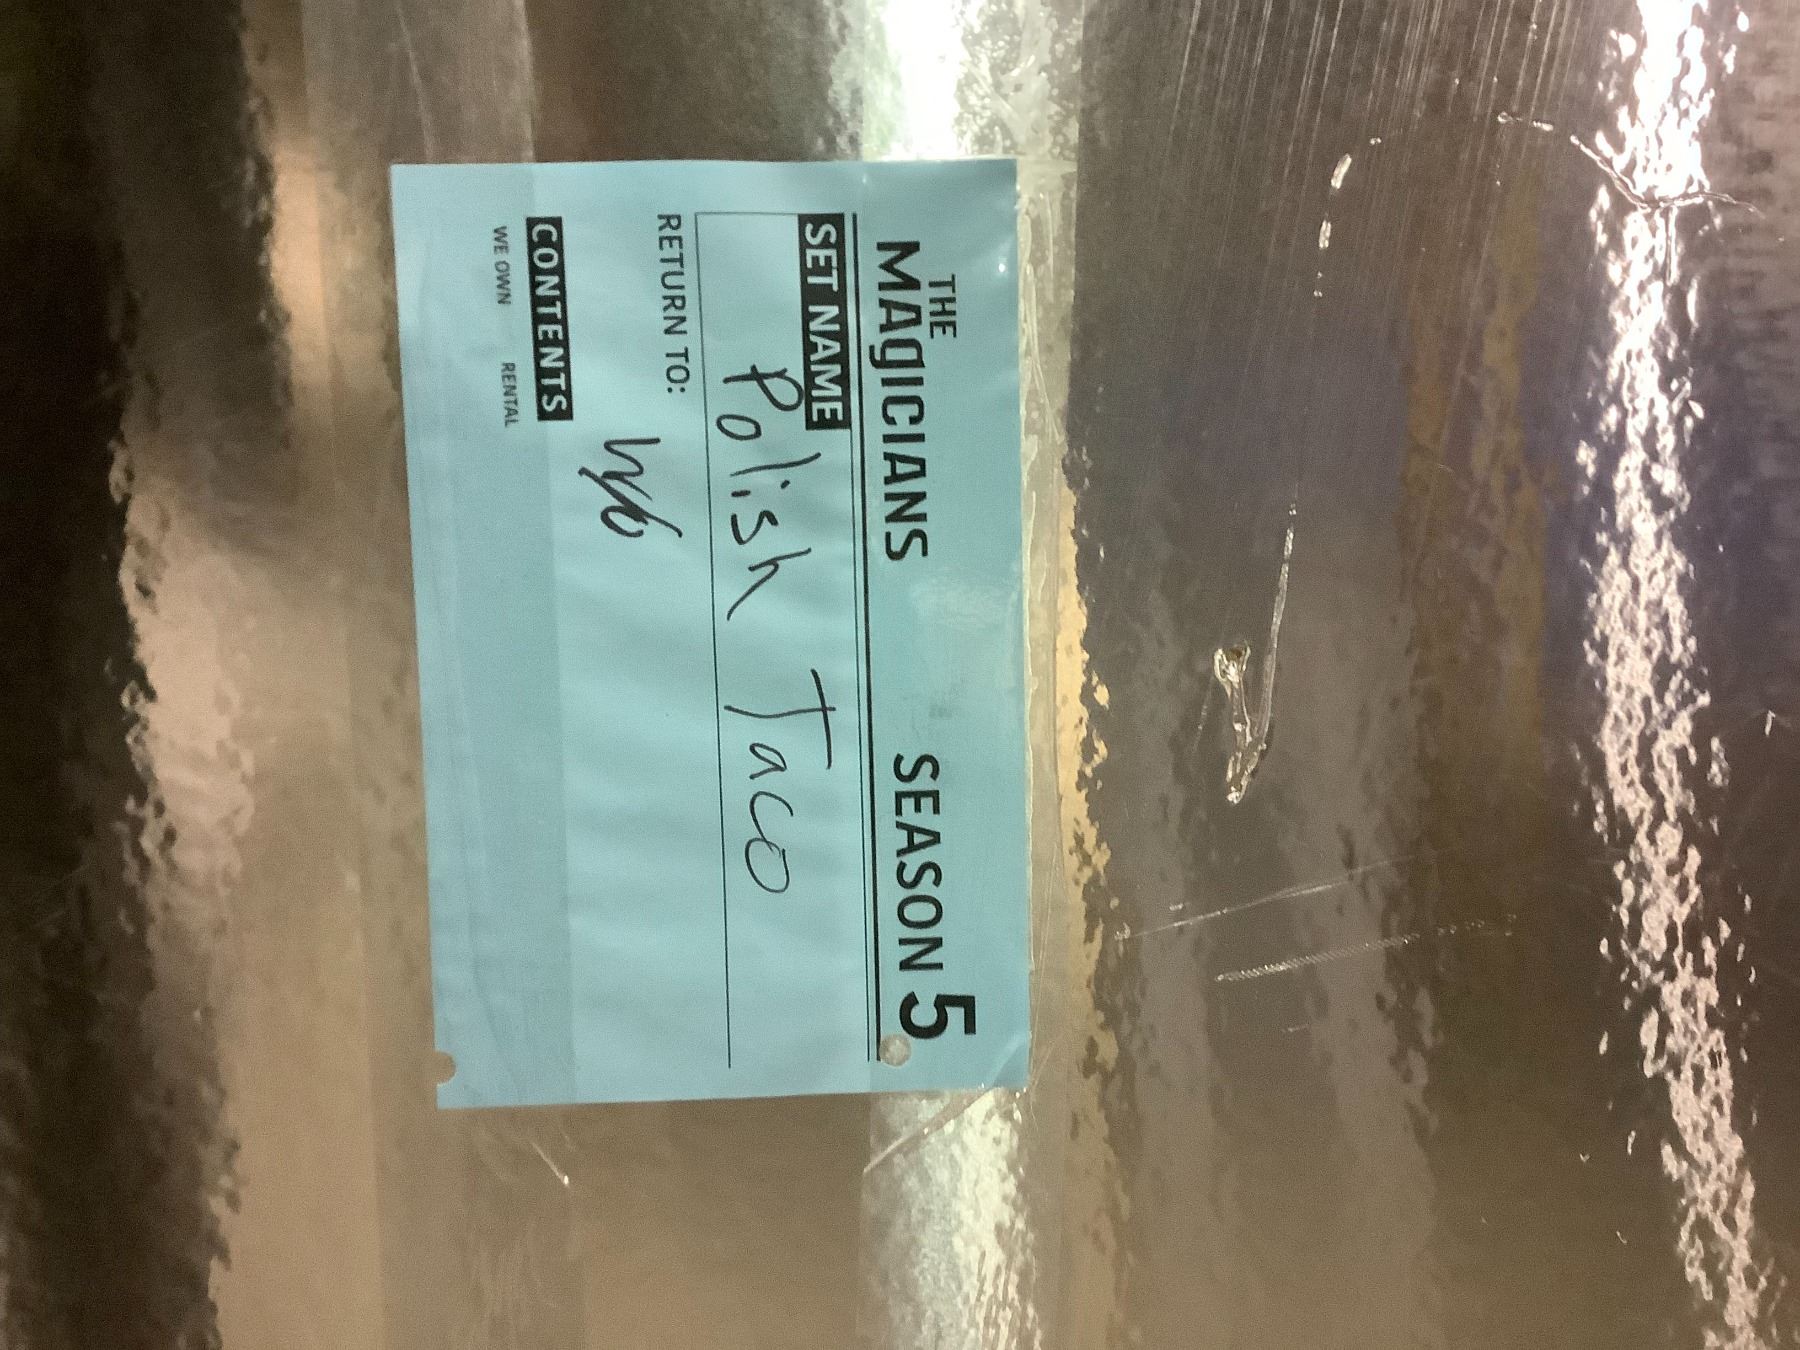 THE
MAgICIANS SEASON 5
SET NAME
Polish Taco
RETURN TO:
W/O
CONTENTS
WE OWN RENTAL